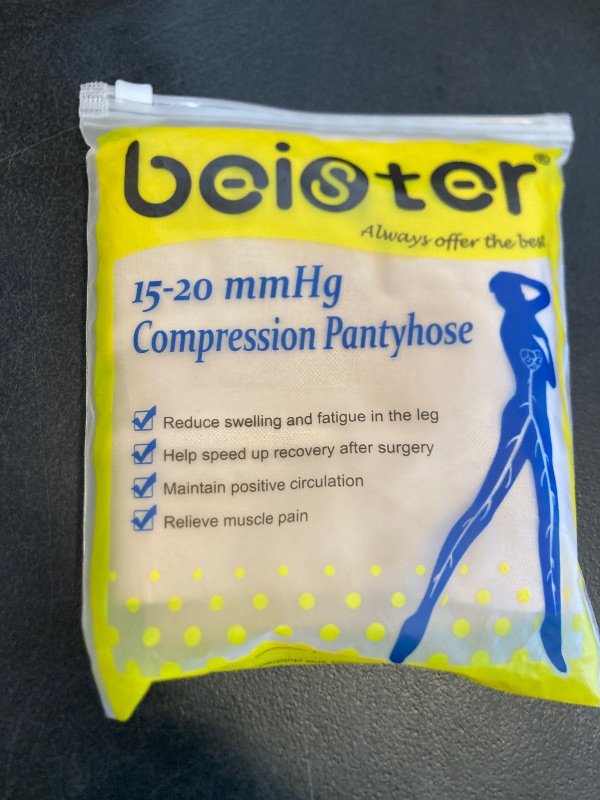 beister®
Always offer the best
15-20 mmHg
Compression Pantyhose
Reduce swelling and fatigue in the leg
Help speed up recovery after surgery
Maintain positive circulation
Relieve muscle pain